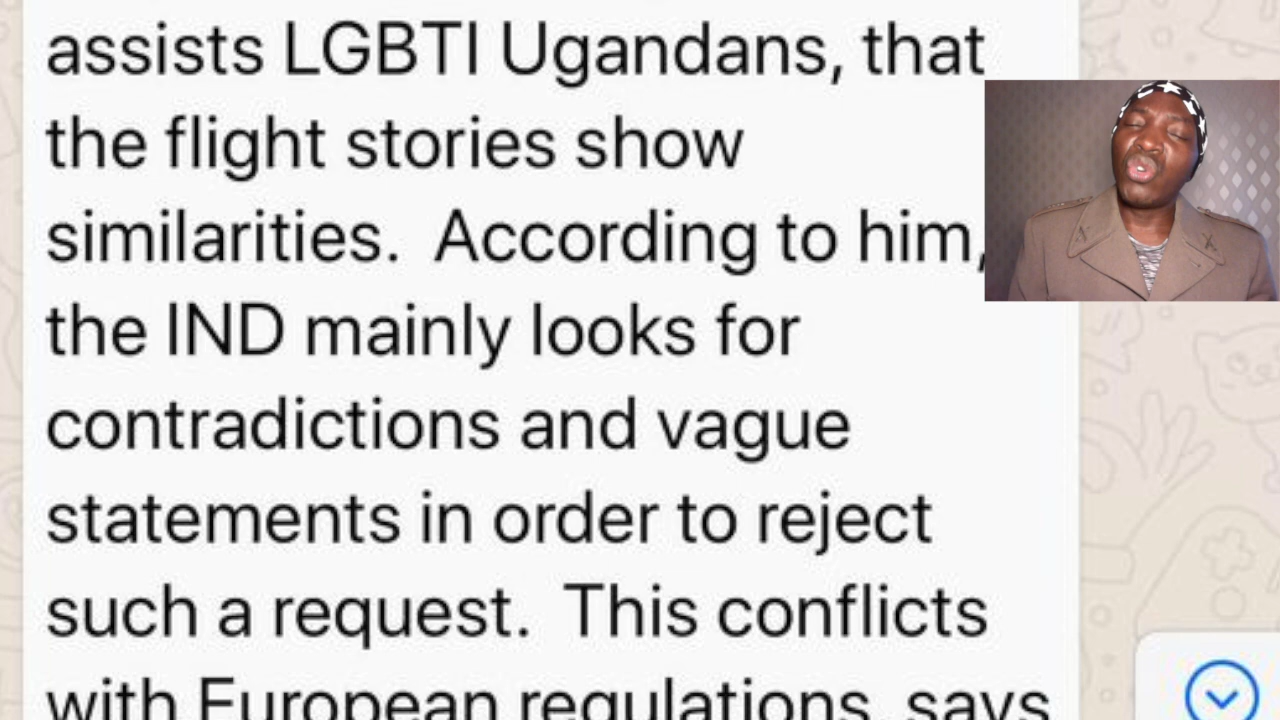 assists LGBTI Ugandans, that
the flight stories show
similarities. According to him,
the IND mainly looks for
contradictions and vague
statements in order to reject
such a request. This conflicts
with European regulations, says